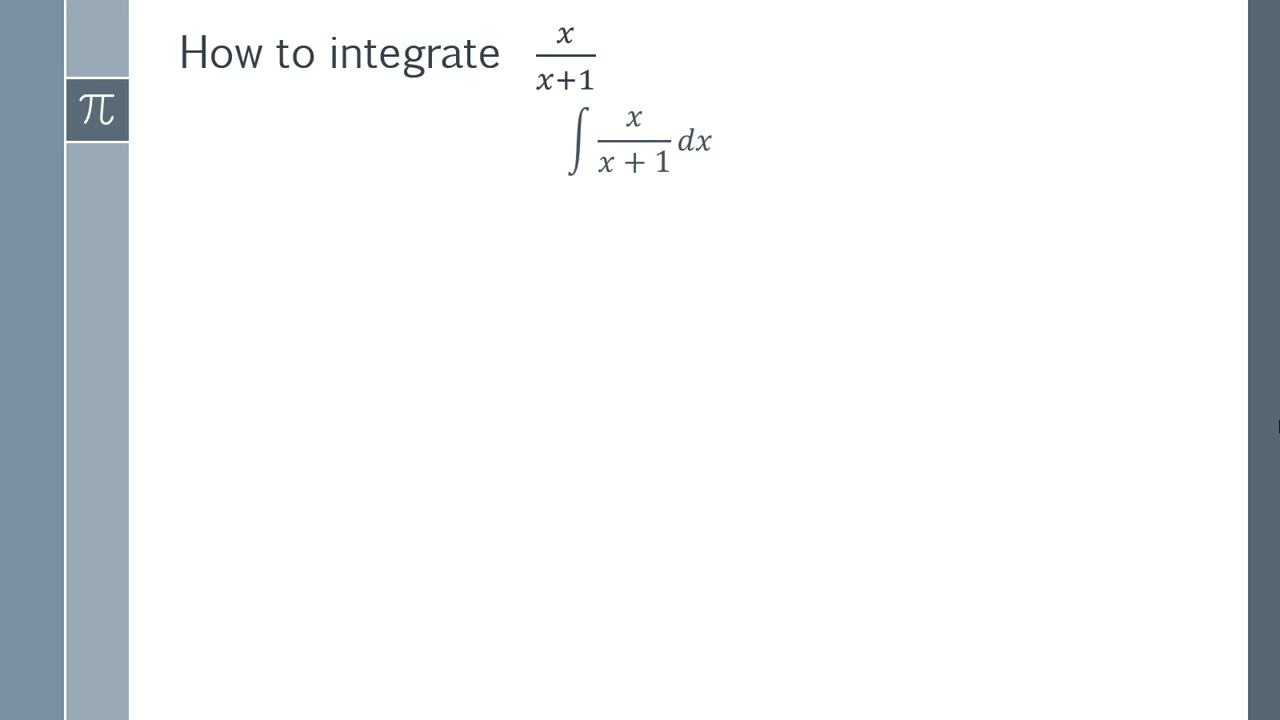 π
How to integrate x/(x+1)
∫ x/(x + 1) dx